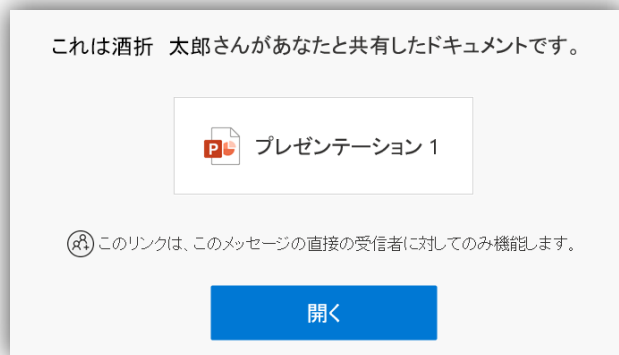 これは酒折　太郎さんがあなたと共有したドキュメントです。
P
プレゼンテーション 1
このリンクは、このメッセージの直接の受信者に対してのみ機能します。
開く